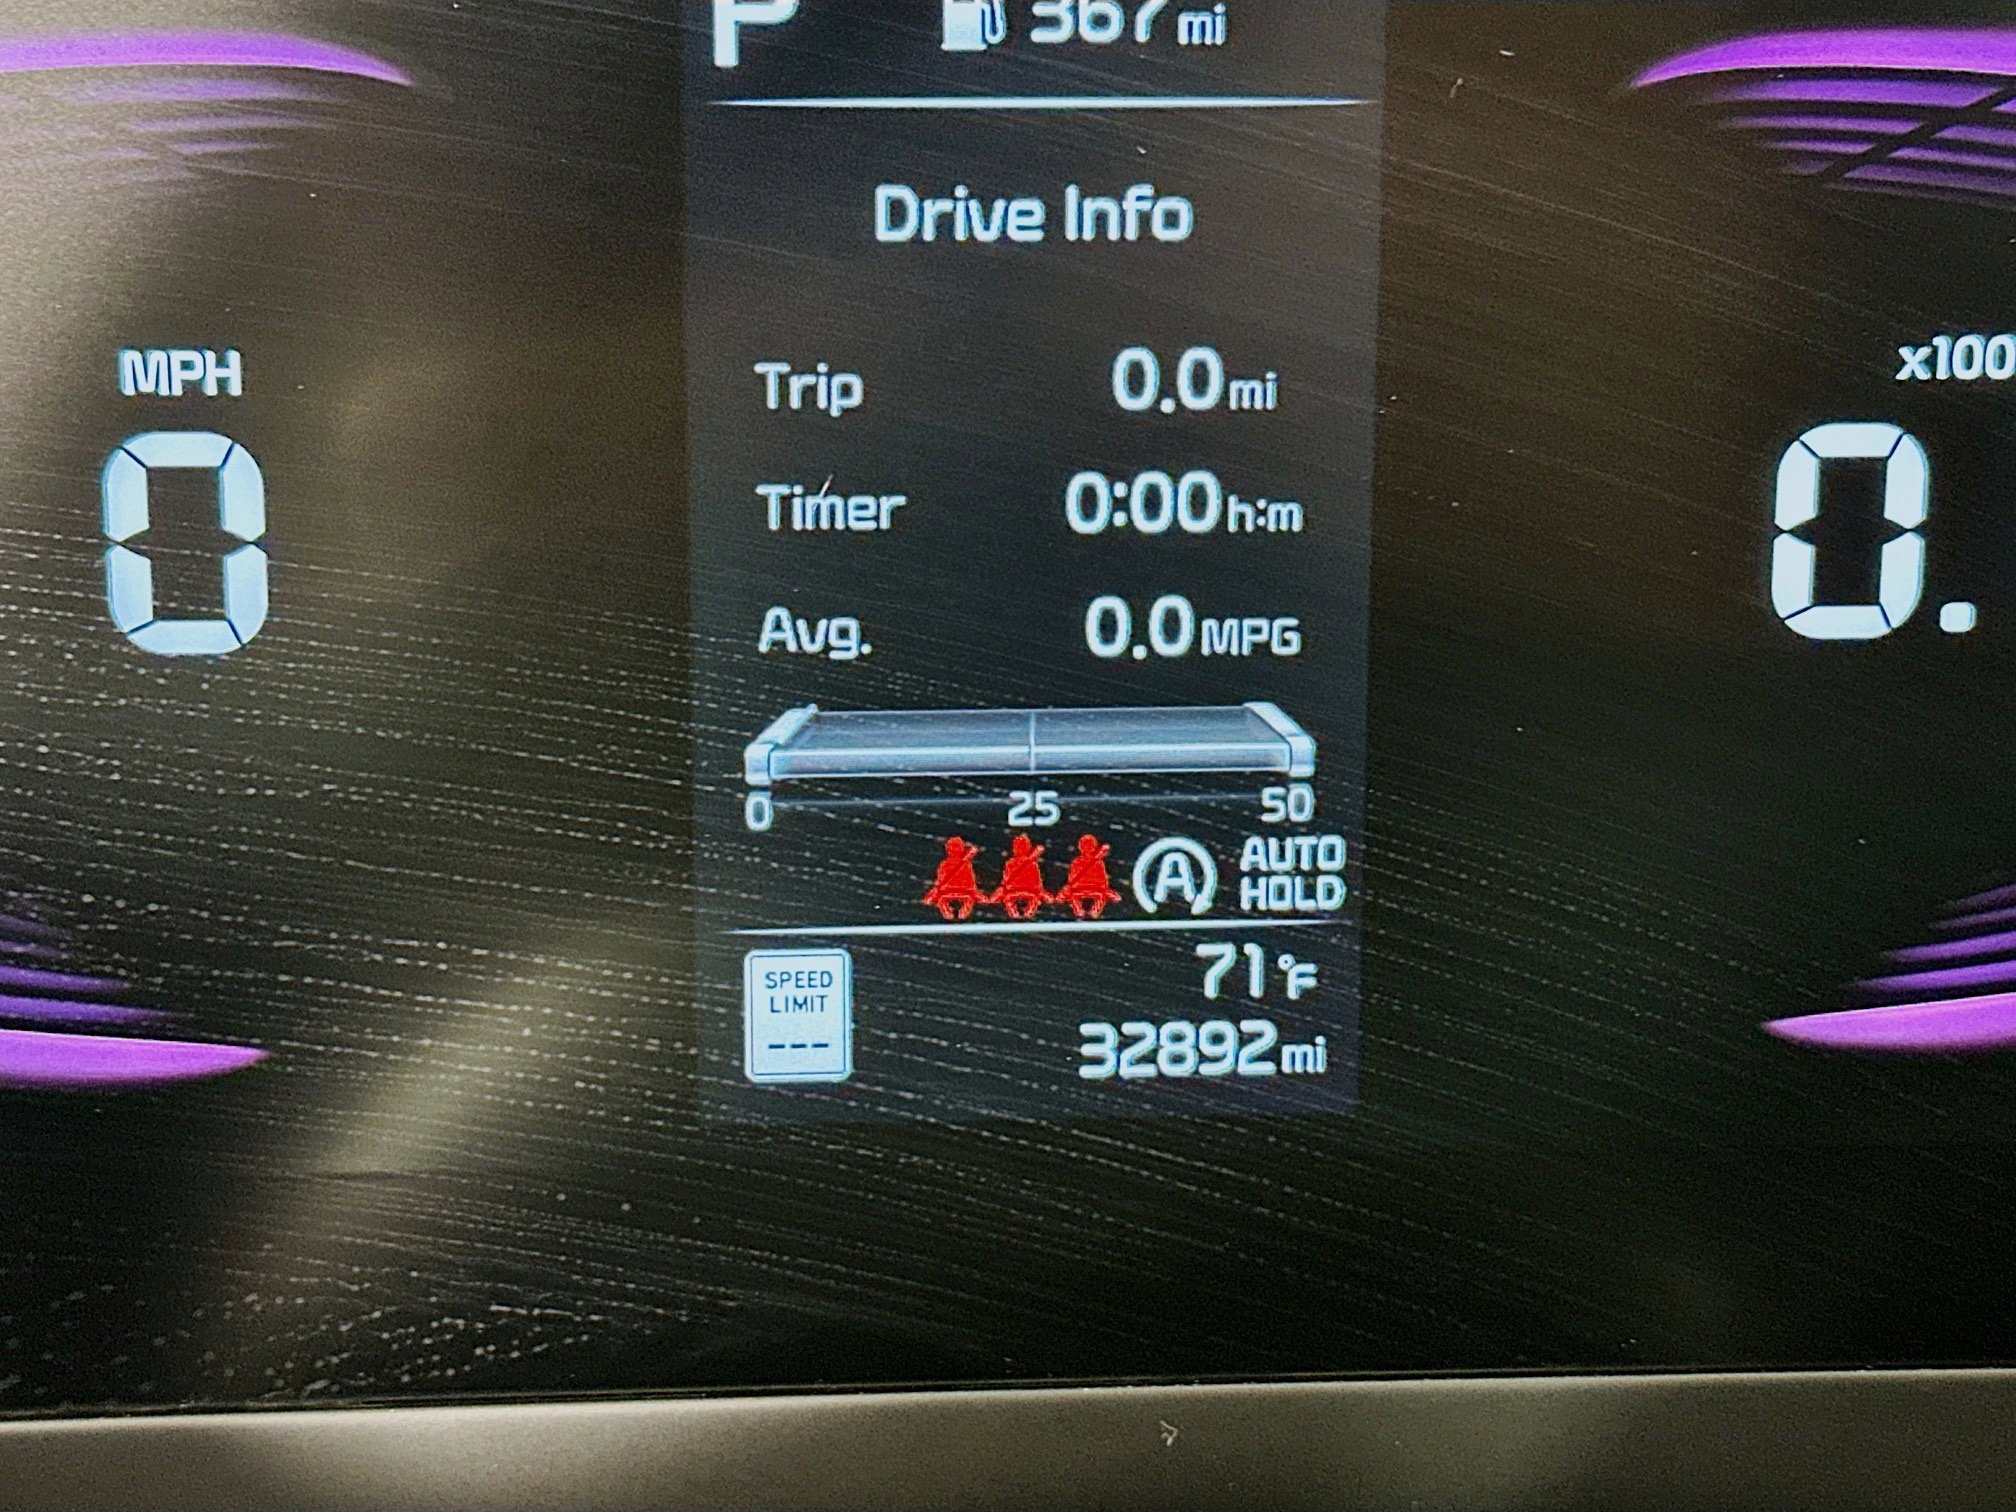 P 367 mi
Drive Info
Trip 0.0 mi
MPH x100
Timer 0:00 h:m
0 0.
Avg. 0.0 MPG
0 25 50
A AUTO HOLD
SPEED LIMIT ---
71°F
32892 mi